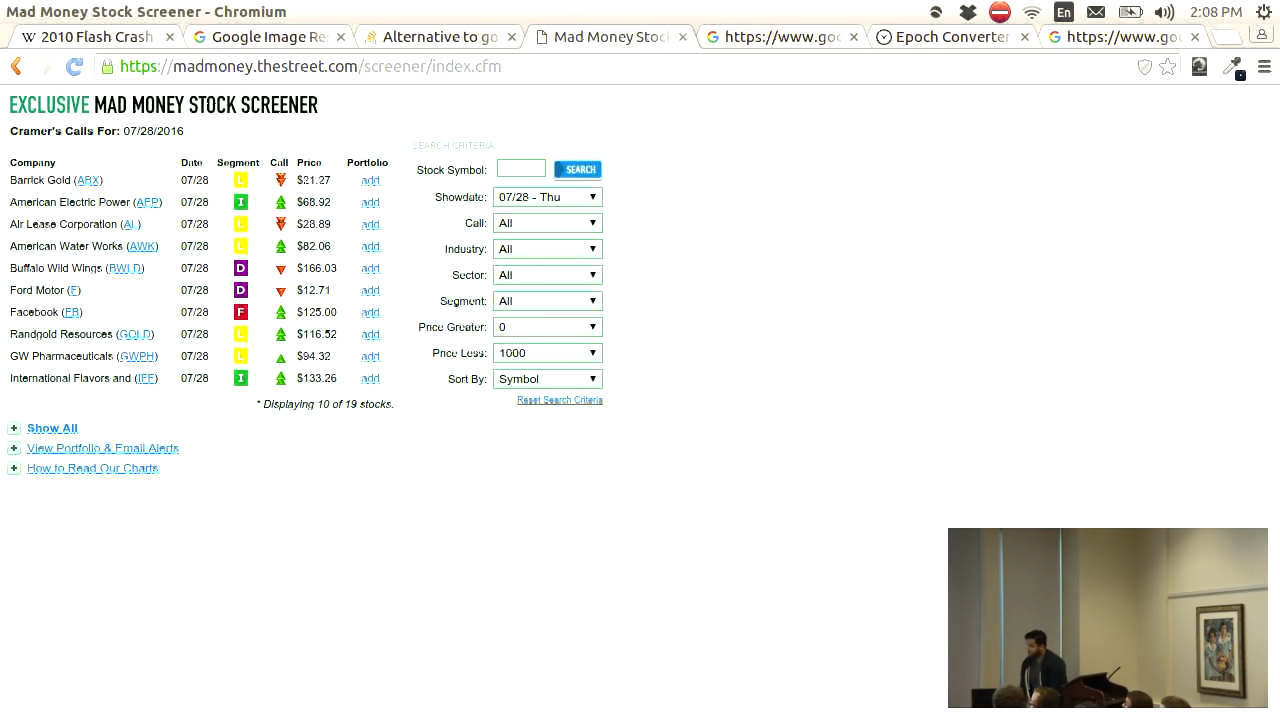 Mad Money Stock Screener - Chromium
En
2:08 PM
W 2010 Flash Crash
Google Image Re
Alternative to go
Mad Money Stoc
https://www.goo
Epoch Converter
https://www.go
https://madmoney.thestreet.com/screener/index.cfm
EXCLUSIVE MAD MONEY STOCK SCREENER
Cramer's Calls For: 07/28/2016
Company Date Segment Call Price Portfolio
Barrick Gold (ABX) 07/28 L $21.27 add
American Electric Power (AEP) 07/28 I $68.92 add
Air Lease Corporation (AL) 07/28 L $28.89 add
American Water Works (AWK) 07/28 L $82.06 add
Buffalo Wild Wings (BWLD) 07/28 D $166.03 add
Ford Motor (F) 07/28 D $12.71 add
Facebook (FB) 07/28 F $125.00 add
Randgold Resources (GOLD) 07/28 L $116.52 add
GW Pharmaceuticals (GWPH) 07/28 L $94.32 add
International Flavors and (IFF) 07/28 I $133.26 add
* Displaying 10 of 19 stocks.
Show All
View Portfolio & Email Alerts
How to Read Our Charts
SEARCH CRITERIA
Stock Symbol: SEARCH
Showdate: 07/28 - Thu
Call: All
Industry: All
Sector: All
Segment: All
Price Greater: 0
Price Less: 1000
Sort By: Symbol
Reset Search Criteria